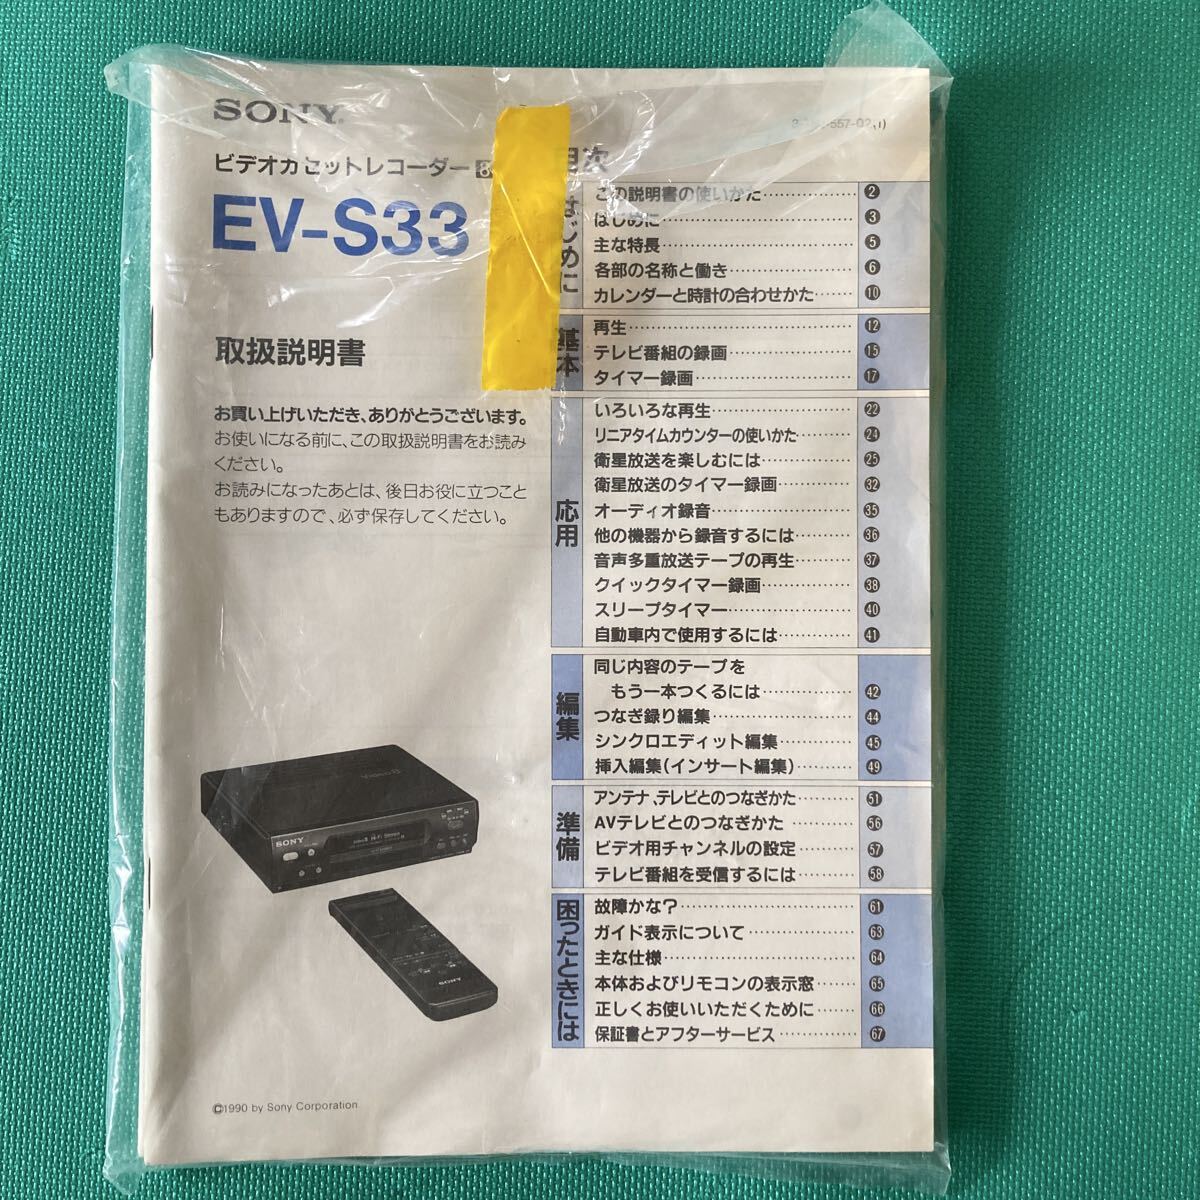 SONY
ビデオカセットレコーダー
EV-S33
取扱説明書
お買い上げいただき、ありがとうございます。
お使いになる前に、この取扱説明書をお読み
ください。
お読みになったあとは、後日お役に立つこと
もありますので、必ず保存してください。
Video 8
SONY
Hi-Fi Stereo
SONY
©1990 by Sony Corporation
557-02(1)
目次
はじめに
この説明書の使いかた 2
はじめに 3
主な特長 5
各部の名称と働き 6
カレンダーと時計の合わせかた 10
基本
再生 12
テレビ番組の録画 15
タイマー録画 17
応用
いろいろな再生 22
リニアタイムカウンターの使いかた 24
衛星放送を楽しむには 25
衛星放送のタイマー録画 32
オーディオ録音 35
他の機器から録音するには 36
音声多重放送テープの再生 37
クイックタイマー録画 38
スリープタイマー 40
自動車内で使用するには 41
編集
同じ内容のテープを
もう一本つくるには 42
つなぎ録り編集 44
シンクロエディット編集 45
挿入編集(インサート編集) 49
準備
アンテナ、テレビとのつなぎかた 51
AVテレビとのつなぎかた 56
ビデオ用チャンネルの設定 57
テレビ番組を受信するには 58
困ったときには
故障かな? 61
ガイド表示について 63
主な仕様 64
本体およびリモコンの表示窓 65
正しくお使いいただくために 66
保証書とアフターサービス 67